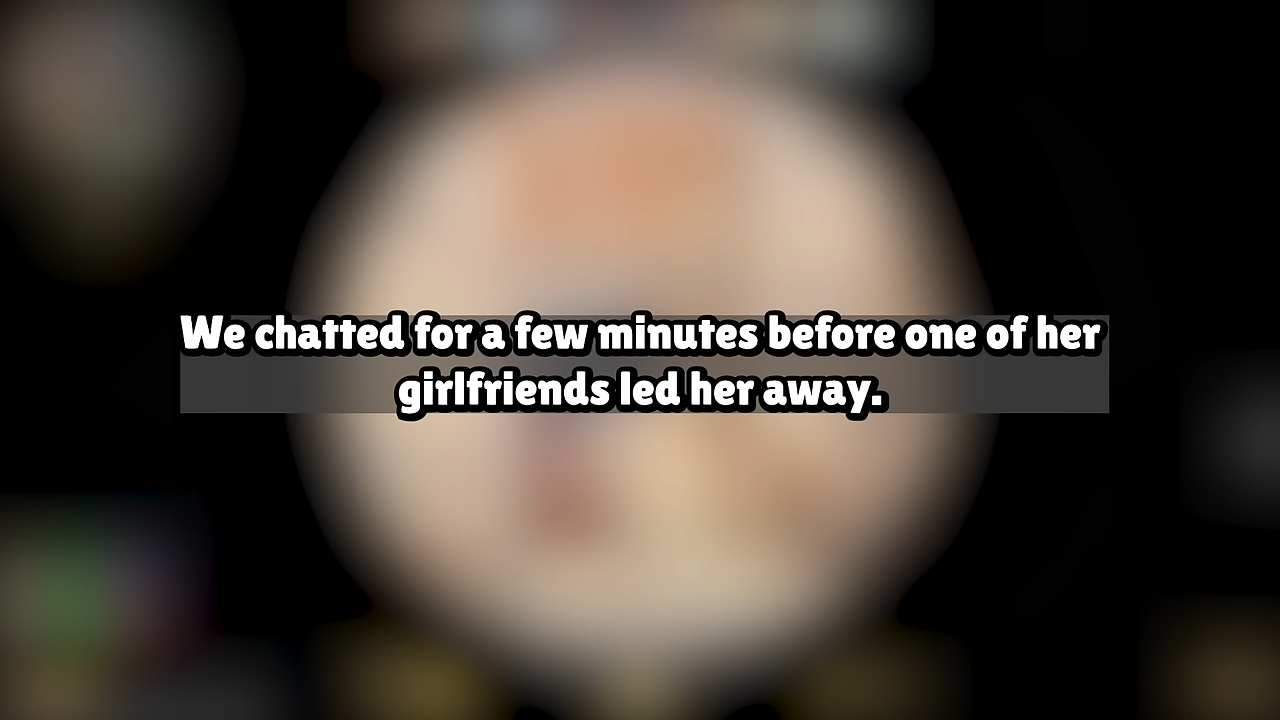 We chatted for a few minutes before one of her
girlfriends led her away.